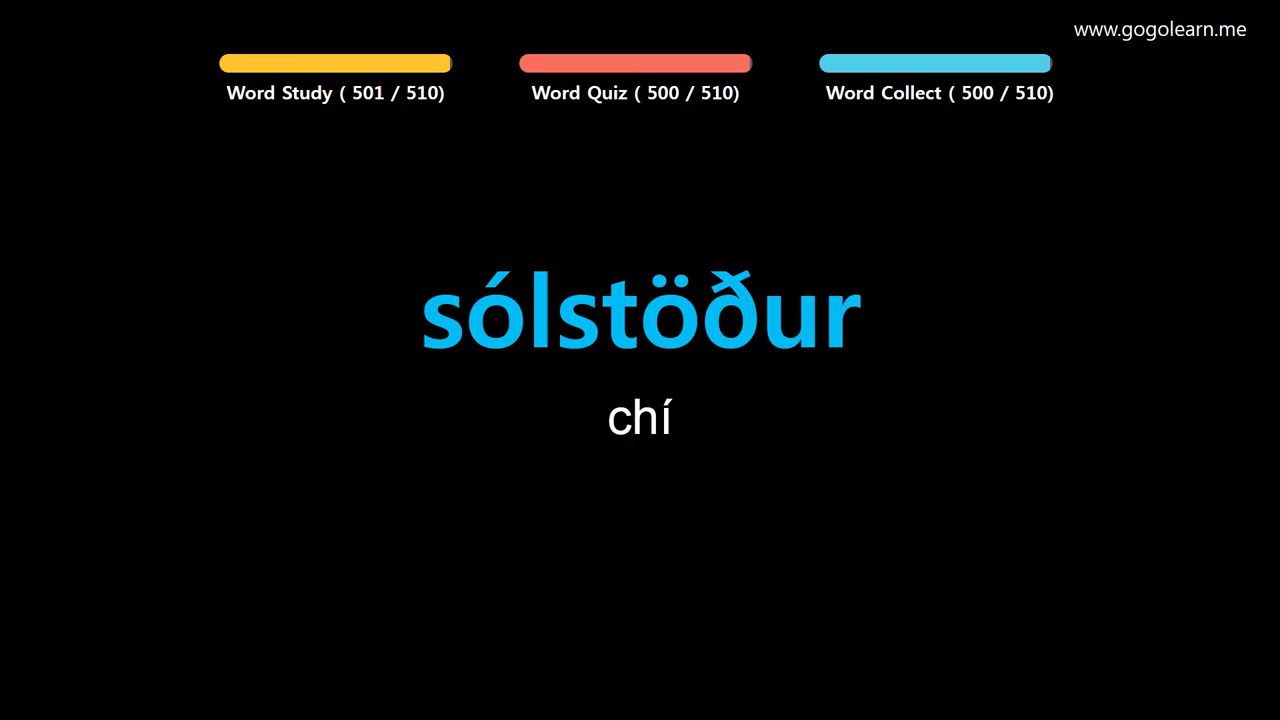 www.gogolearn.me
Word Study ( 501 / 510)
Word Quiz ( 500 / 510)
Word Collect ( 500 / 510)
sólstöður
chí